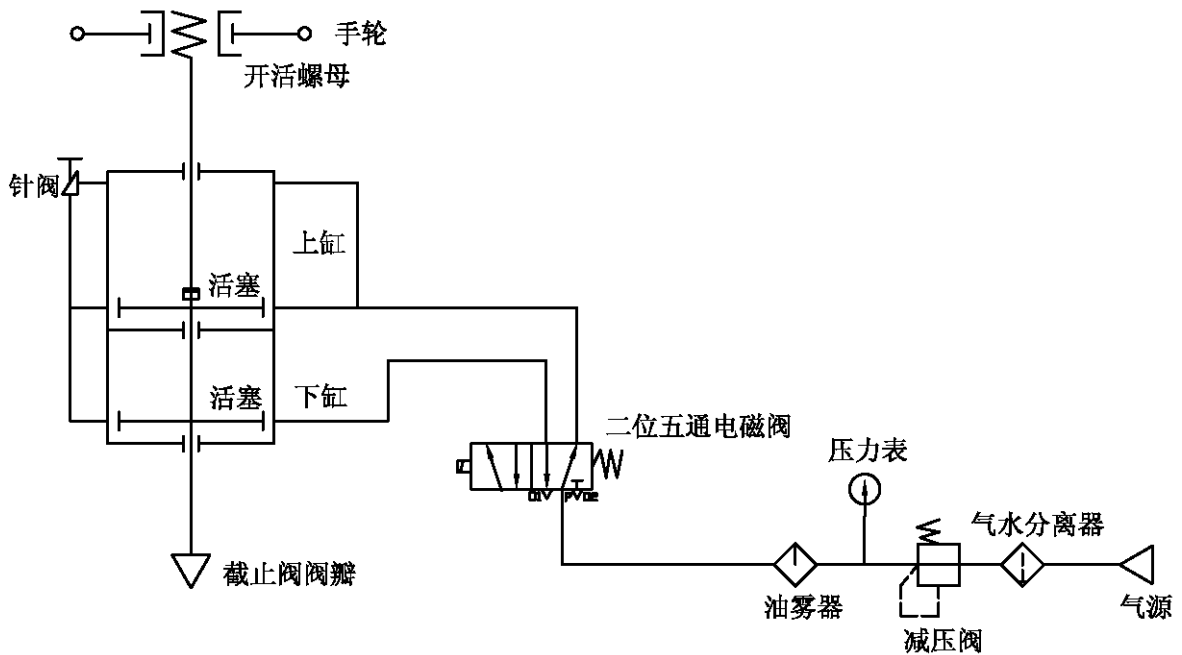 手轮
开活螺母
针阀
上缸
活塞
活塞
下缸
二位五通电磁阀
压力表
气水分离器
截止阀阀瓣
油雾器
减压阀
气源